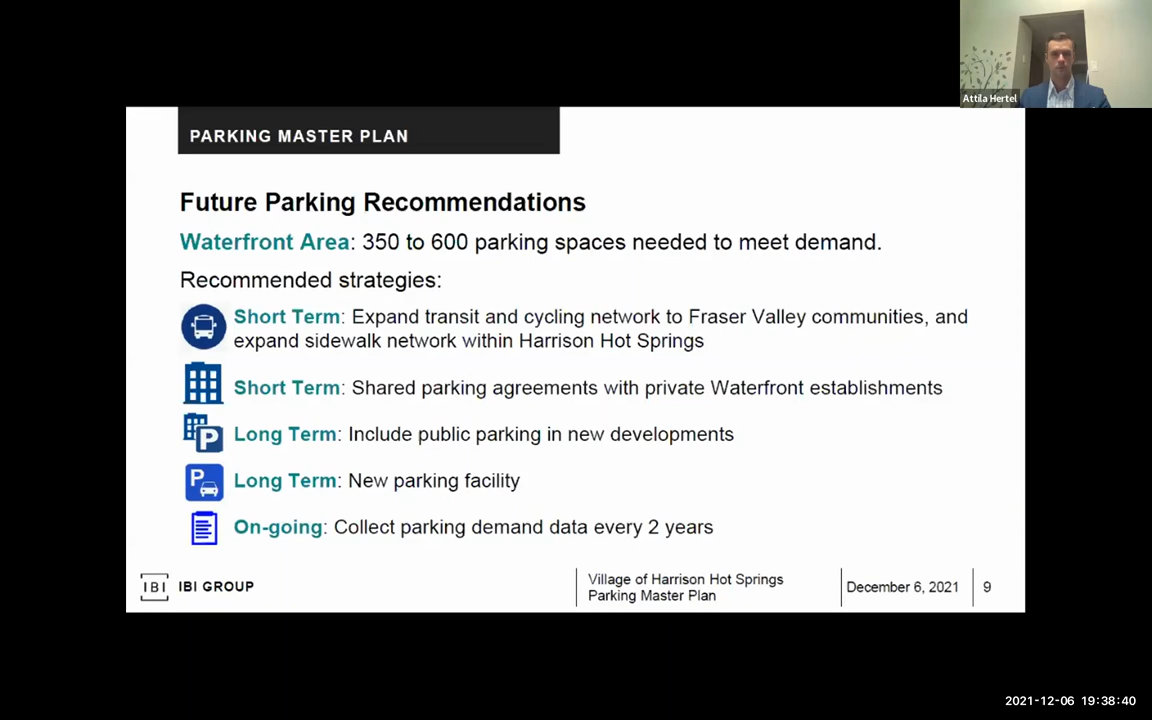 Attila Hertel
PARKING MASTER PLAN
Future Parking Recommendations
Waterfront Area: 350 to 600 parking spaces needed to meet demand.
Recommended strategies:
Short Term: Expand transit and cycling network to Fraser Valley communities, and
expand sidewalk network within Harrison Hot Springs
Short Term: Shared parking agreements with private Waterfront establishments
P
Long Term: Include public parking in new developments
P
Long Term: New parking facility
On-going: Collect parking demand data every 2 years
IBI IBI GROUP
Village of Harrison Hot Springs
Parking Master Plan
December 6, 2021
9
2021-12-06 19:38:40